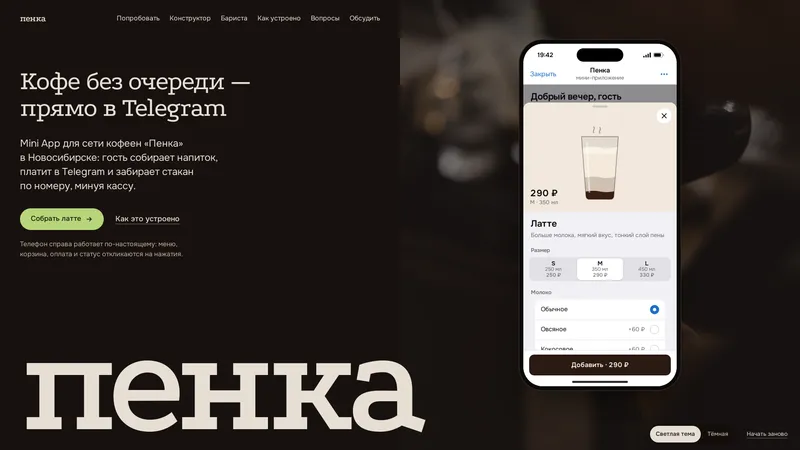 пенка
Попробовать Конструктор Бариста Как устроено Вопросы Обсудить
Кофе без очереди —
прямо в Telegram
Mini App для сети кофеен «Пенка»
в Новосибирске: гость собирает напиток,
платит в Telegram и забирает стакан
по номеру, минуя кассу.
Собрать латте →
Как это устроено
Телефон справа работает по-настоящему: меню,
корзина, оплата и статус откликаются на нажатия.
пенка
19:42
Закрыть
Пенка
мини-приложение
Добрый вечер, гость
290 ₽
M · 350 мл
Латте
Больше молока, мягкий вкус, тонкий слой пены
Размер
S M L
250 мл 350 мл 450 мл
250 ₽ 290 ₽ 330 ₽
Молоко
Обычное
Овсяное +60 ₽
Кокосовое +60 ₽
Добавить · 290 ₽
Светлая тема Тёмная Начать заново